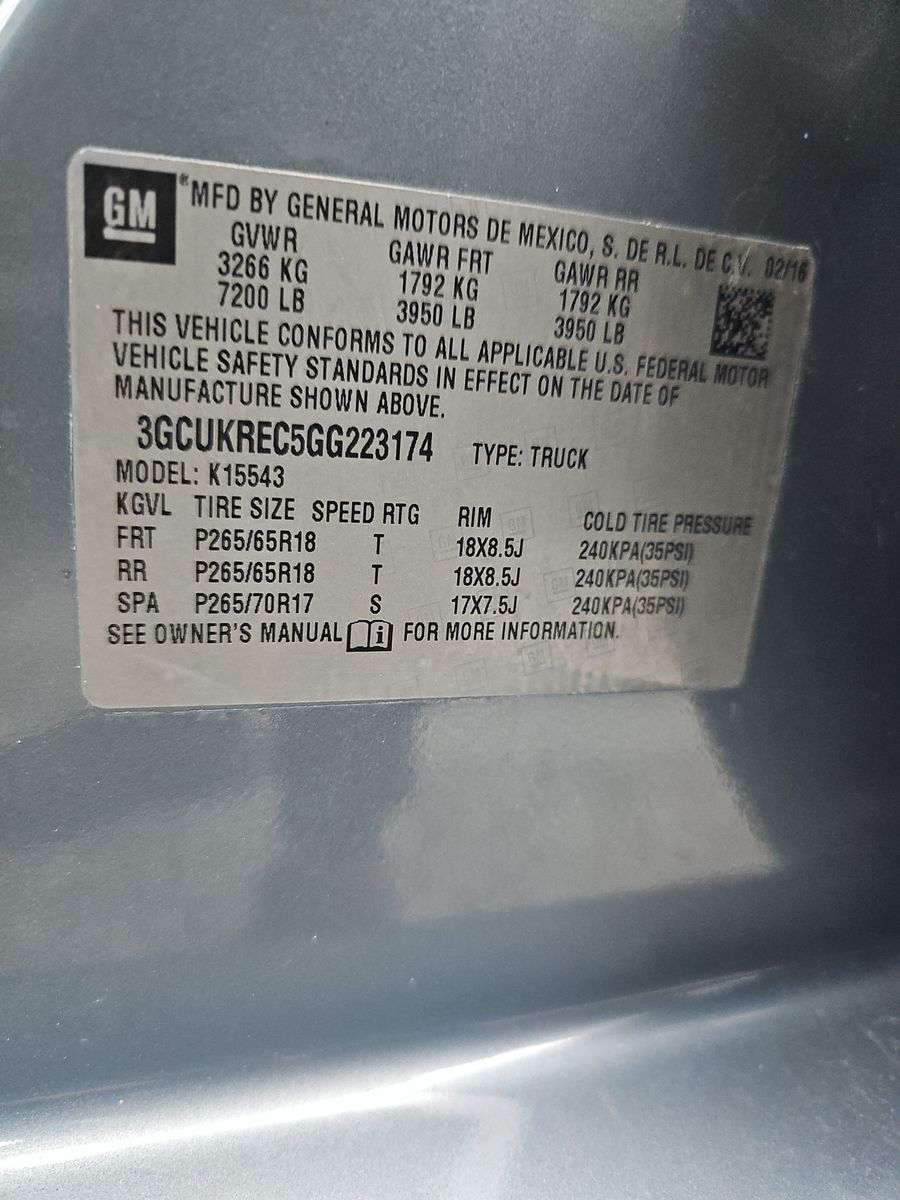 GM
® MFD BY GENERAL MOTORS DE MEXICO, S. DE R.L. DE C.V. 02/16
GVWR GAWR FRT GAWR RR
3266 KG 1792 KG 1792 KG
7200 LB 3950 LB 3950 LB
THIS VEHICLE CONFORMS TO ALL APPLICABLE U.S. FEDERAL MOTOR
VEHICLE SAFETY STANDARDS IN EFFECT ON THE DATE OF
MANUFACTURE SHOWN ABOVE.
3GCUKREC5GG223174 TYPE: TRUCK
MODEL: K15543
KGVL TIRE SIZE SPEED RTG RIM COLD TIRE PRESSURE
FRT P265/65R18 T 18X8.5J 240KPA(35PSI)
RR P265/65R18 T 18X8.5J 240KPA(35PSI)
SPA P265/70R17 S 17X7.5J 240KPA(35PSI)
SEE OWNER'S MANUAL i FOR MORE INFORMATION.